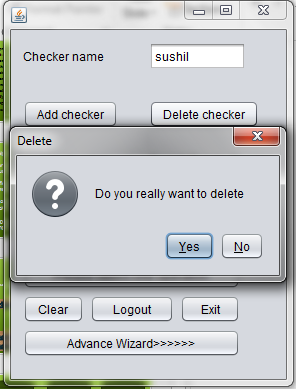 Checker name sushil
Add checker Delete checker
Delete
Do you really want to delete
Yes No
Clear Logout Exit
Advance Wizard>>>>>>